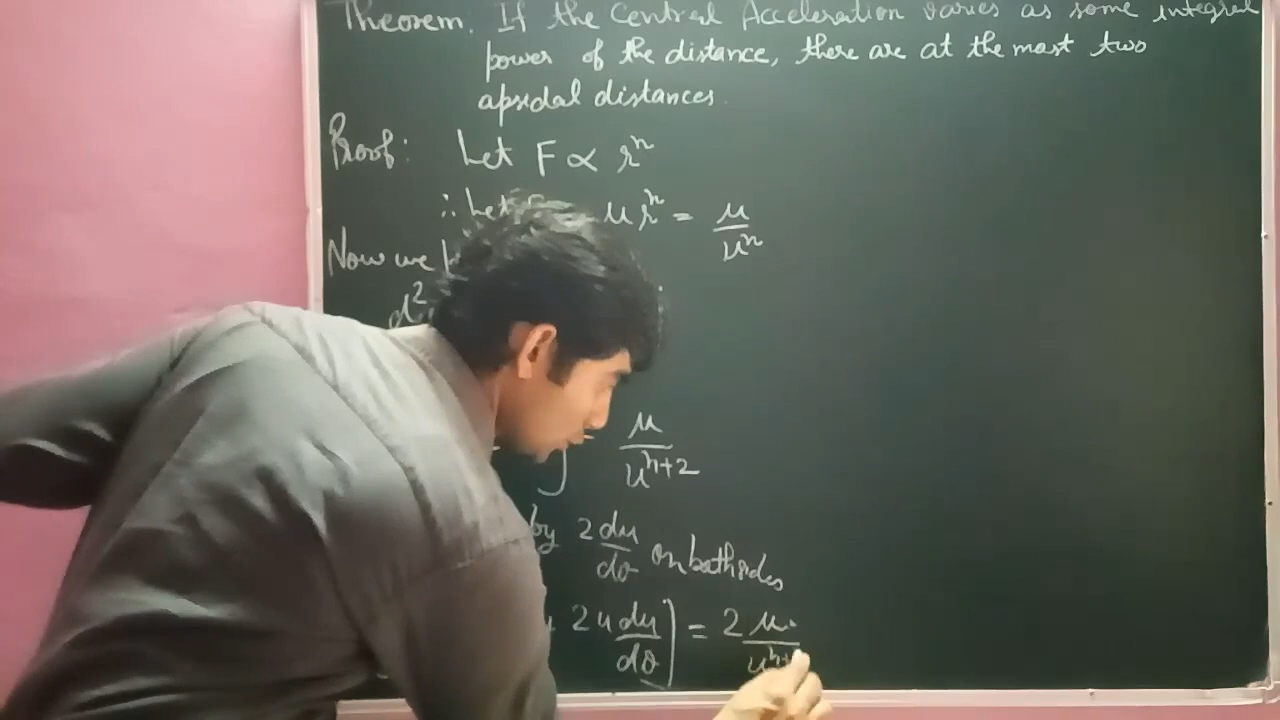 Theorem. If the Central Acceleration varies as some integral
power of the distance, there are at the most two
apsidal distances.
Proof: Let F ∝ r^n
∴ Let μ r^n = μ/u^n
Now we
d²
μ/u^{n+2}
by 2 du/dθ on both sides
2u du/dθ] = 2 μ/